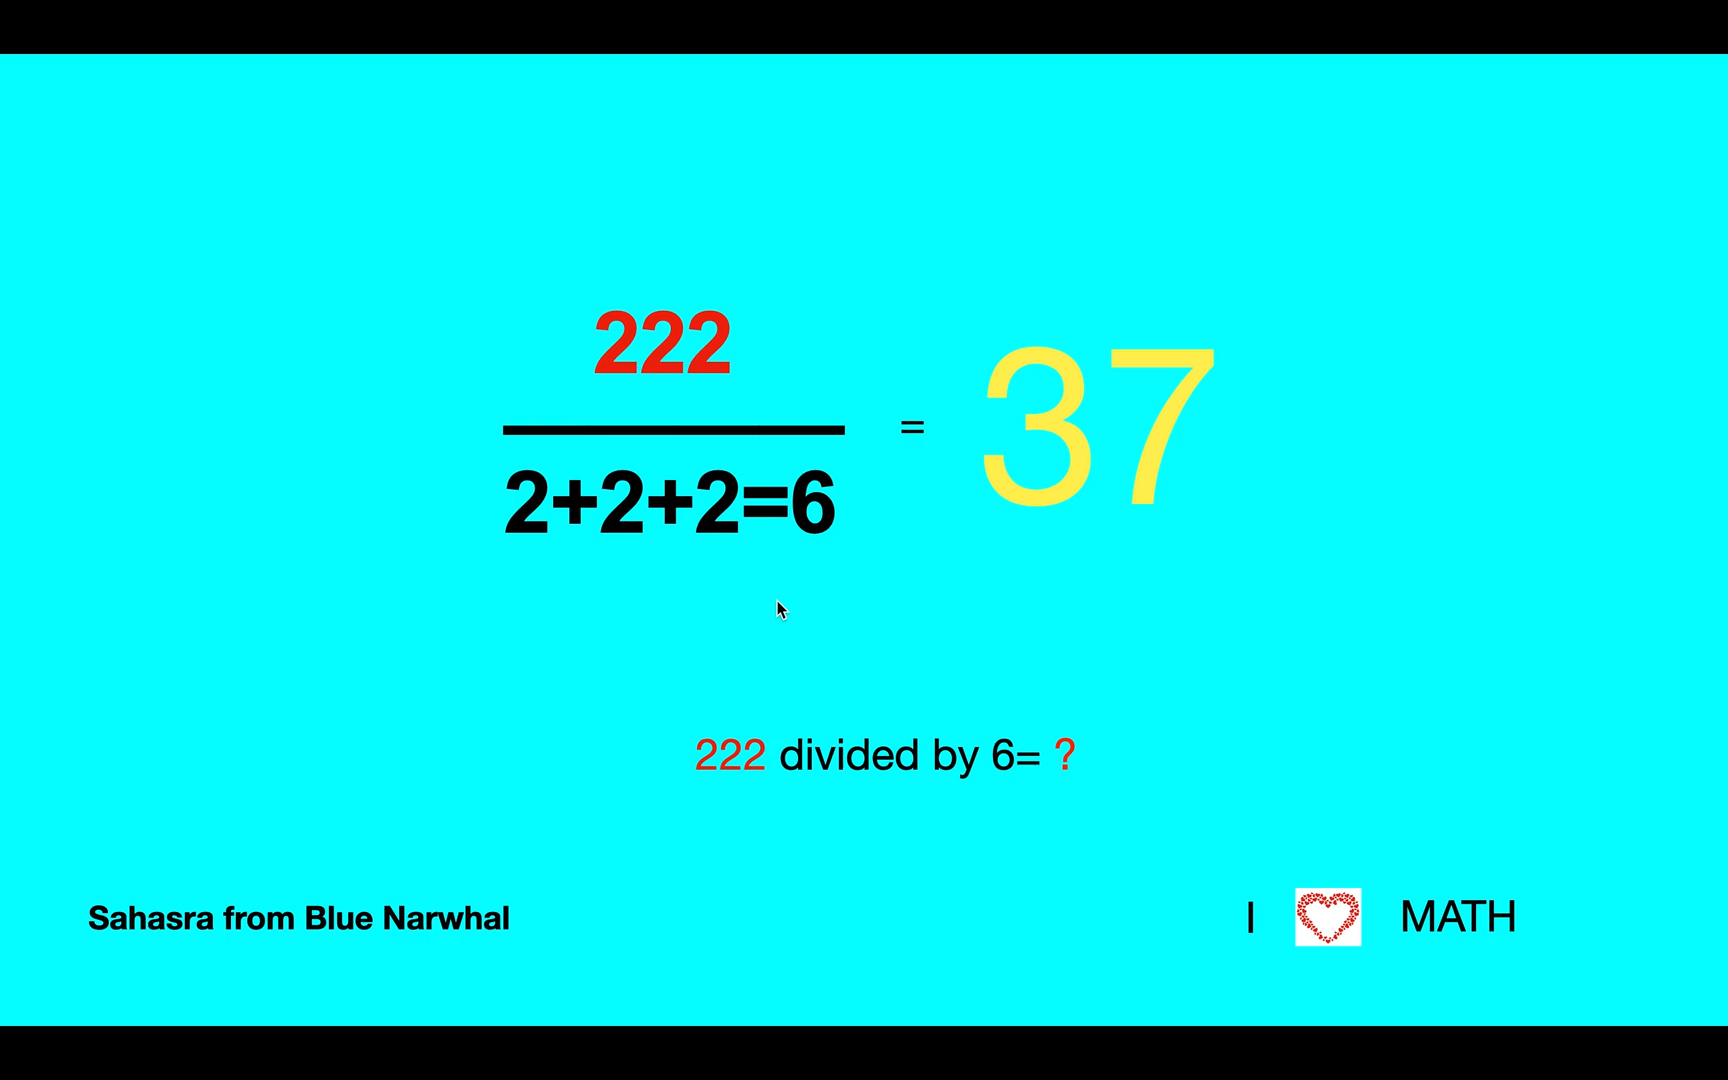 222
2+2+2=6
= 37
222 divided by 6= ?
Sahasra from Blue Narwhal
I MATH